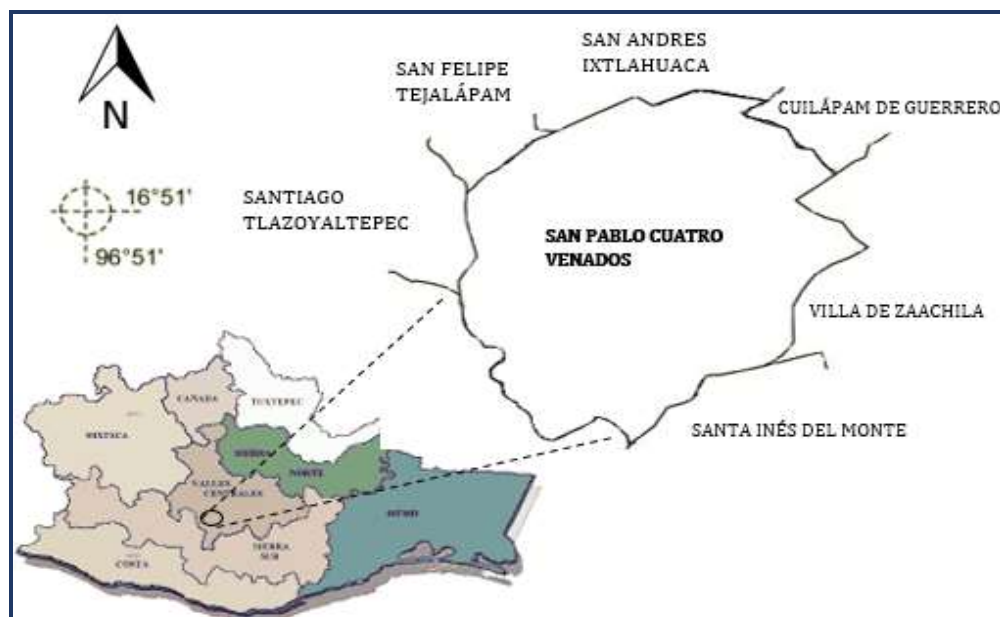 SAN ANDRES
IXTLAHUACA
SAN FELIPE
TEJALÁPAM
CUILÁPAM DE GUERRERO
N
16°51'
96°51'
SANTIAGO
TLAZOYALTEPEC
SAN PABLO CUATRO
VENADOS
VILLA DE ZAACHILA
SANTA INÉS DEL MONTE
CAÑADA
TUXTEPEC
MIXTECA
SIERRA
NORTE
VALLES
CENTRALES
ISTMO
SIERRA
SUR
COSTA